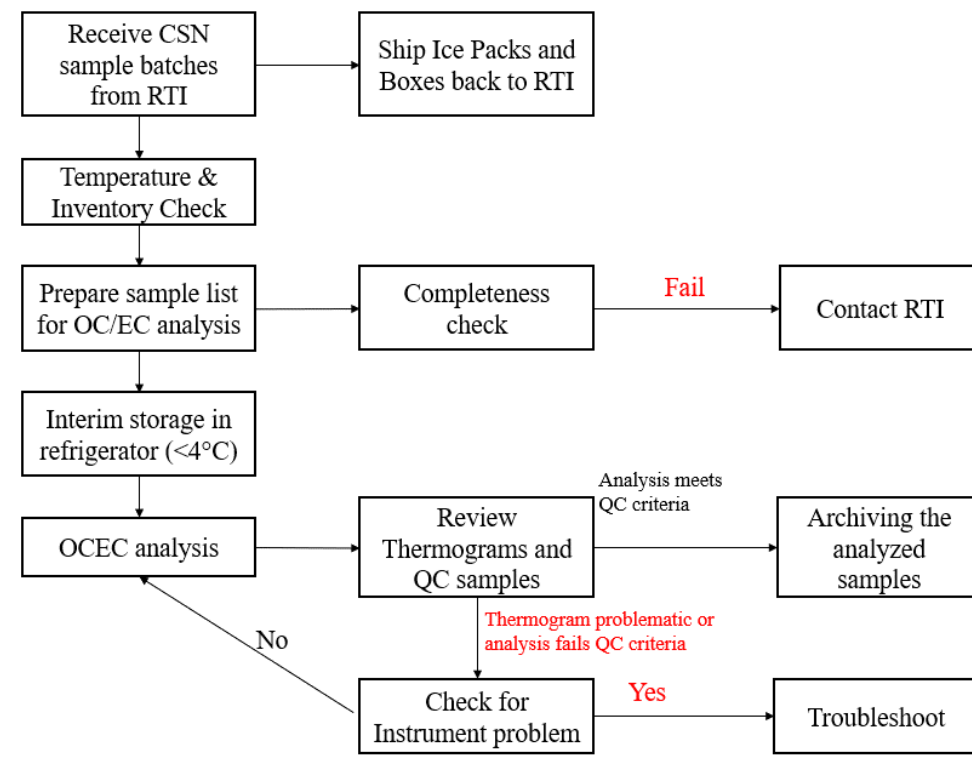 Receive CSN
sample batches
from RTI
Ship Ice Packs and
Boxes back to RTI
Temperature &
Inventory Check
Prepare sample list
for OC/EC analysis
Completeness
check
Fail
Contact RTI
Interim storage in
refrigerator (<4°C)
OCEC analysis
Review
Thermograms and
QC samples
Analysis meets
QC criteria
Archiving the
analyzed
samples
Thermogram problematic or
analysis fails QC criteria
No
Check for
Instrument problem
Yes
Troubleshoot